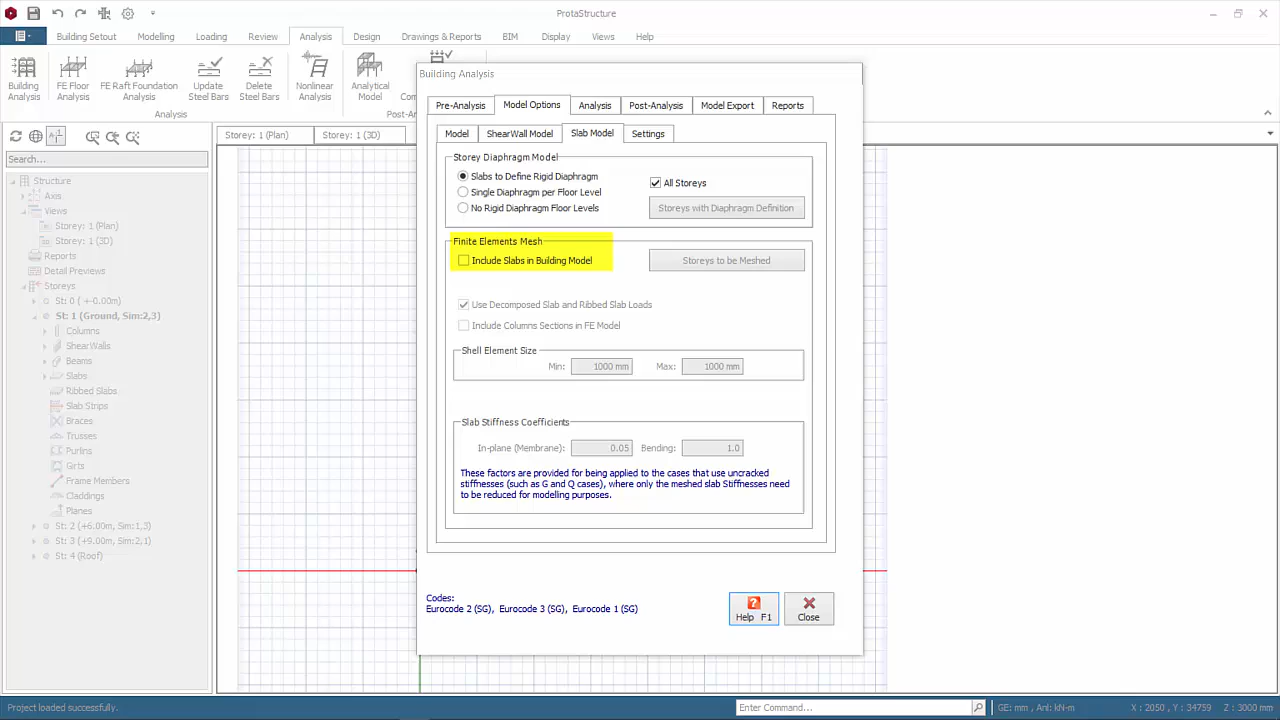 ProtaStructure
Building Setout Modelling Loading Review Analysis Design Drawings & Reports BIM Display Views Help
Building Analysis
FE Floor Analysis
FE Raft Foundation Analysis
Update Steel Bars
Delete Steel Bars
Nonlinear Analysis
Analytical Model
Analysis
Storey: 1 (Plan)
Storey: 1 (3D)
Search...
Structure
Axis
Views
Storey: 1 (Plan)
Storey: 1 (3D)
Reports
Detail Previews
Storeys
St: 0 ( +-0.00m)
St: 1 (Ground, Sim:2,3)
Columns
ShearWalls
Beams
Slabs
Ribbed Slabs
Slab Strips
Braces
Trusses
Purlins
Girts
Frame Members
Claddings
Planes
St: 2 (+6.00m, Sim:1,3)
St: 3 (+9.00m, Sim:2,1)
St: 4 (Roof)
Building Analysis
Pre-Analysis Model Options Analysis Post-Analysis Model Export Reports
Model ShearWall Model Slab Model Settings
Storey Diaphragm Model
Slabs to Define Rigid Diaphragm
Single Diaphragm per Floor Level
No Rigid Diaphragm Floor Levels
All Storeys
Storeys with Diaphragm Definition
Finite Elements Mesh
Include Slabs in Building Model
Storeys to be Meshed
Use Decomposed Slab and Ribbed Slab Loads
Include Columns Sections in FE Model
Shell Element Size
Min: 1000 mm Max: 1000 mm
Slab Stiffness Coefficients
In-plane (Membrane): 0.05 Bending: 1.0
These factors are provided for being applied to the cases that use uncracked
stiffnesses (such as G and Q cases), where only the meshed slab Stiffnesses need
to be reduced for modelling purposes.
Codes:
Eurocode 2 (SG), Eurocode 3 (SG), Eurocode 1 (SG)
Help F1
Close
Project loaded successfully.
Enter Command...
GE: mm, Anl: kN-m
X : 2050 , Y : 34759
Z : 3000 mm